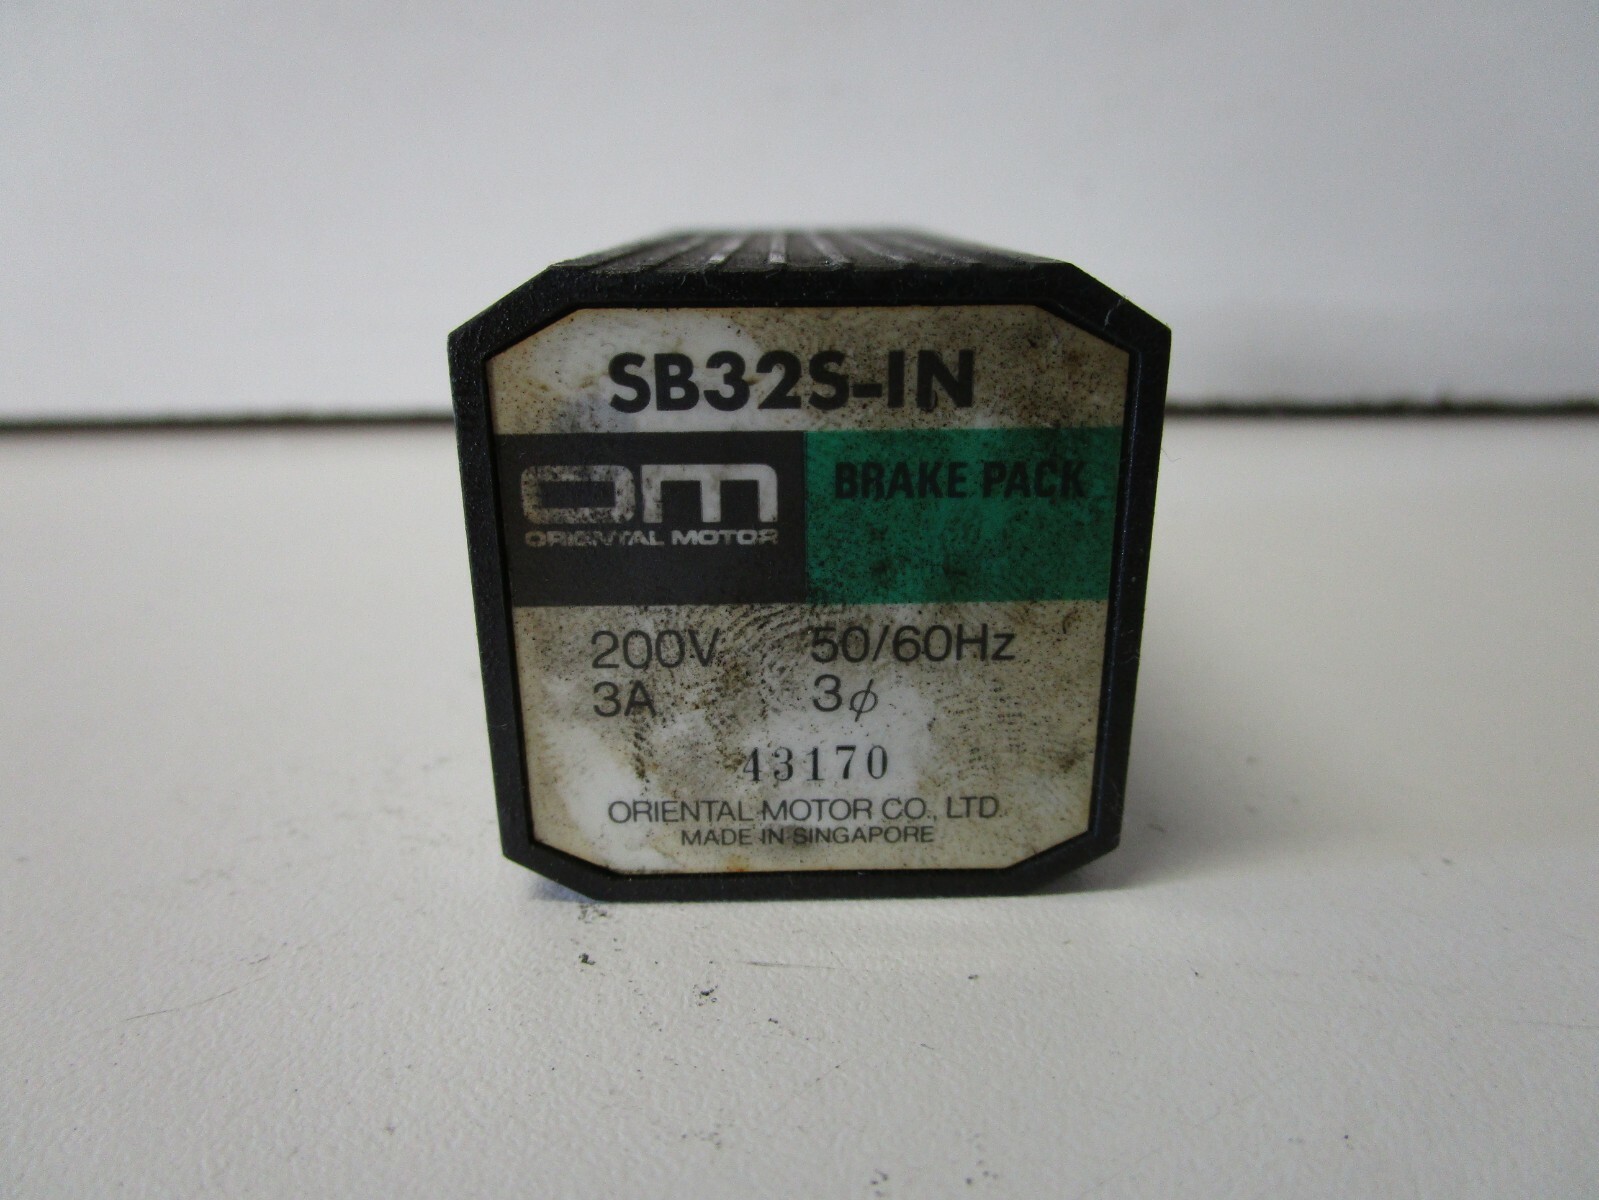 SB32S-IN
OM
ORIENTAL MOTOR
BRAKE PACK
200V 50/60Hz
3A 3ϕ
43170
ORIENTAL MOTOR CO., LTD.
MADE IN SINGAPORE